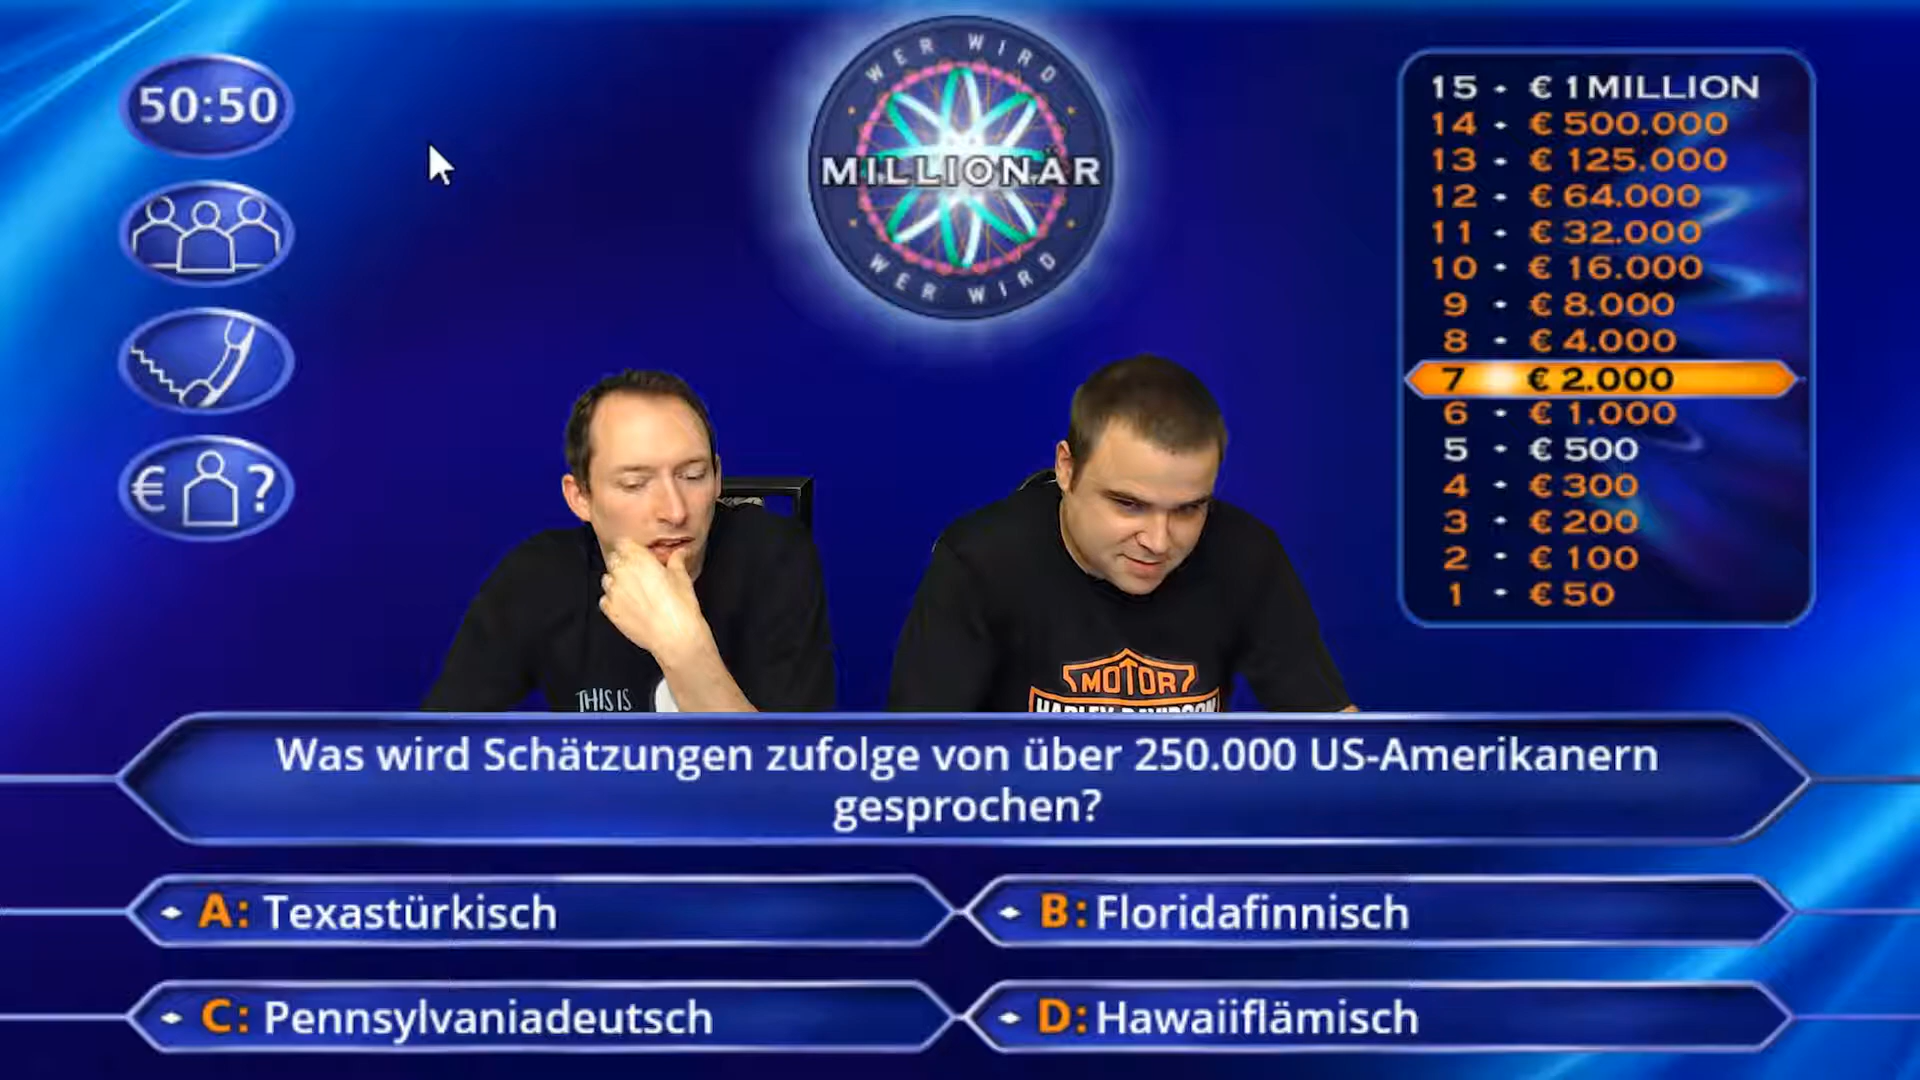 50:50
€ ?
WER WIRD
MILLIONÄR
WER WIRD
15 · € 1 MILLION
14 · € 500.000
13 · € 125.000
12 · € 64.000
11 · € 32.000
10 · € 16.000
9 · € 8.000
8 · € 4.000
7 € 2.000
6 · € 1.000
5 · € 500
4 · € 300
3 · € 200
2 · € 100
1 · € 50
THIS IS
MOTOR
HARLEY-DAVIDSON
Was wird Schätzungen zufolge von über 250.000 US-Amerikanern
gesprochen?
A: Texastürkisch
B: Floridafinnisch
C: Pennsylvaniadeutsch
D: Hawaiiflämisch